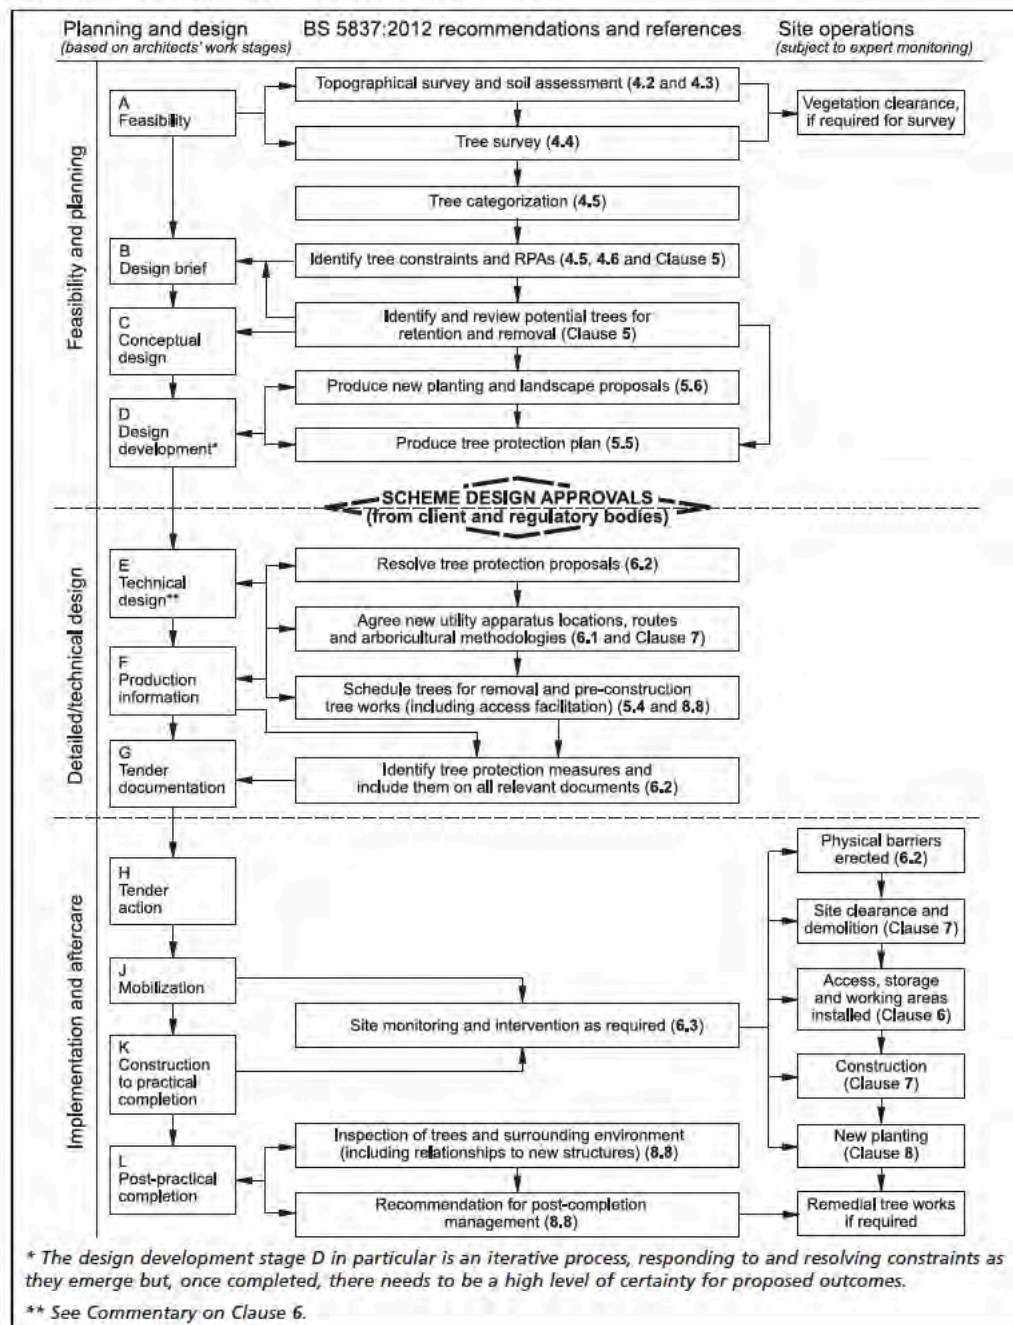 Planning and design
(based on architects' work stages)
BS 5837:2012 recommendations and references
Site operations
(subject to expert monitoring)
Feasibility and planning
A
Feasibility
Topographical survey and soil assessment (4.2 and 4.3)
Vegetation clearance,
if required for survey
Tree survey (4.4)
Tree categorization (4.5)
B
Design brief
Identify tree constraints and RPAs (4.5, 4.6 and Clause 5)
C
Conceptual
design
Identify and review potential trees for
retention and removal (Clause 5)
Produce new planting and landscape proposals (5.6)
D
Design
development*
Produce tree protection plan (5.5)
SCHEME DESIGN APPROVALS
(from client and regulatory bodies)
Detailed/technical design
E
Technical
design**
Resolve tree protection proposals (6.2)
Agree new utility apparatus locations, routes
and arboricultural methodologies (6.1 and Clause 7)
F
Production
information
Schedule trees for removal and pre-construction
tree works (including access facilitation) (5.4 and 8.8)
G
Tender
documentation
Identify tree protection measures and
include them on all relevant documents (6.2)
Implementation and aftercare
H
Tender
action
Physical barriers
erected (6.2)
Site clearance and
demolition (Clause 7)
J
Mobilization
Site monitoring and intervention as required (6.3)
Access, storage
and working areas
installed (Clause 6)
K
Construction
to practical
completion
Construction
(Clause 7)
L
Post-practical
completion
Inspection of trees and surrounding environment
(including relationships to new structures) (8.8)
New planting
(Clause 8)
Recommendation for post-completion
management (8.8)
Remedial tree works
if required
* The design development stage D in particular is an iterative process, responding to and resolving constraints as
they emerge but, once completed, there needs to be a high level of certainty for proposed outcomes.
** See Commentary on Clause 6.